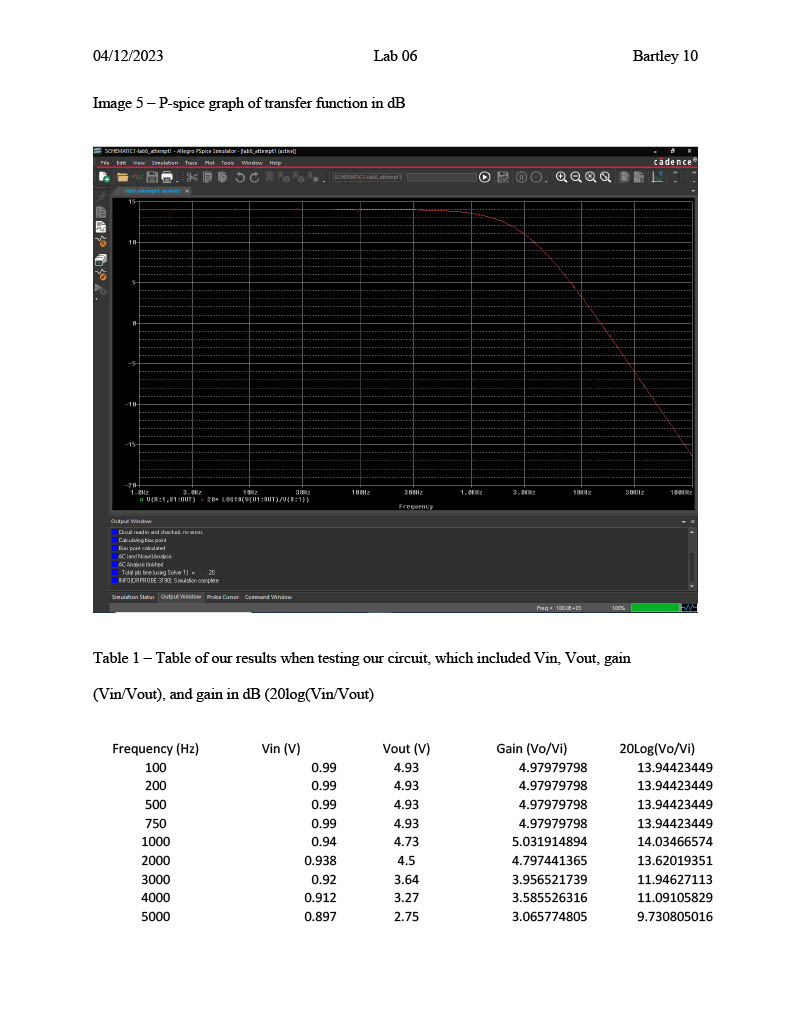 04/12/2023 Lab 06 Bartley 10
Image 5 – P-spice graph of transfer function in dB
SCHEMATIC1-lab6_attempt1 - Allegro PSpice Simulator - [lab6_attempt1 (active)]
File Edit View Simulation Trace Plot Tools Window Help
cādence®
SCHEMATIC1-lab6_attempt1
lab6_attempt1 (active) x
15
10
5
0
-5
-10
-15
-20
1.0Hz 3.0Hz 10Hz 30Hz 100Hz 300Hz 1.0KHz 3.0KHz 10KHz 30KHz 100KHz
V(R:1,U1:OUT) 20* LOG10(V(U1:OUT)/V(R:1))
Frequency
Output Window
Circuit read in and checked, no errors
Calculating bias point
Bias point calculated
AC (and Noise) Analysis
AC Analysis finished
Total job time (using Solver 1) = .20
INFO(ORPROBE-3190): Simulation complete
Simulation Status Output Window Probe Cursor Command Window
Freq = 100.0E+03 100%
Table 1 – Table of our results when testing our circuit, which included Vin, Vout, gain
(Vin/Vout), and gain in dB (20log(Vin/Vout)
Frequency (Hz) Vin (V) Vout (V) Gain (Vo/Vi) 20Log(Vo/Vi)
100 0.99 4.93 4.97979798 13.94423449
200 0.99 4.93 4.97979798 13.94423449
500 0.99 4.93 4.97979798 13.94423449
750 0.99 4.93 4.97979798 13.94423449
1000 0.94 4.73 5.031914894 14.03466574
2000 0.938 4.5 4.797441365 13.62019351
3000 0.92 3.64 3.956521739 11.94627113
4000 0.912 3.27 3.585526316 11.09105829
5000 0.897 2.75 3.065774805 9.730805016